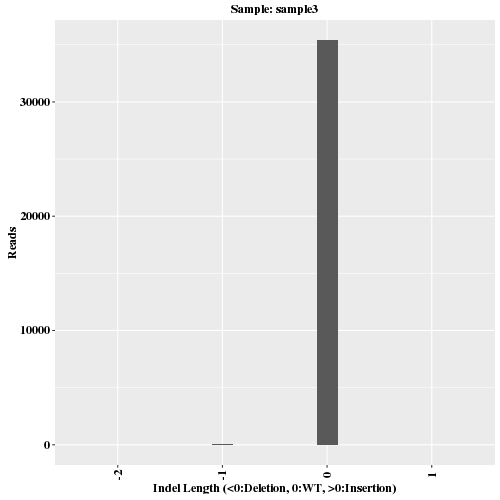 Sample: sample3
Reads
30000
20000
10000
0
-2
-1
0
1
Indel Length (<0:Deletion, 0:WT, >0:Insertion)